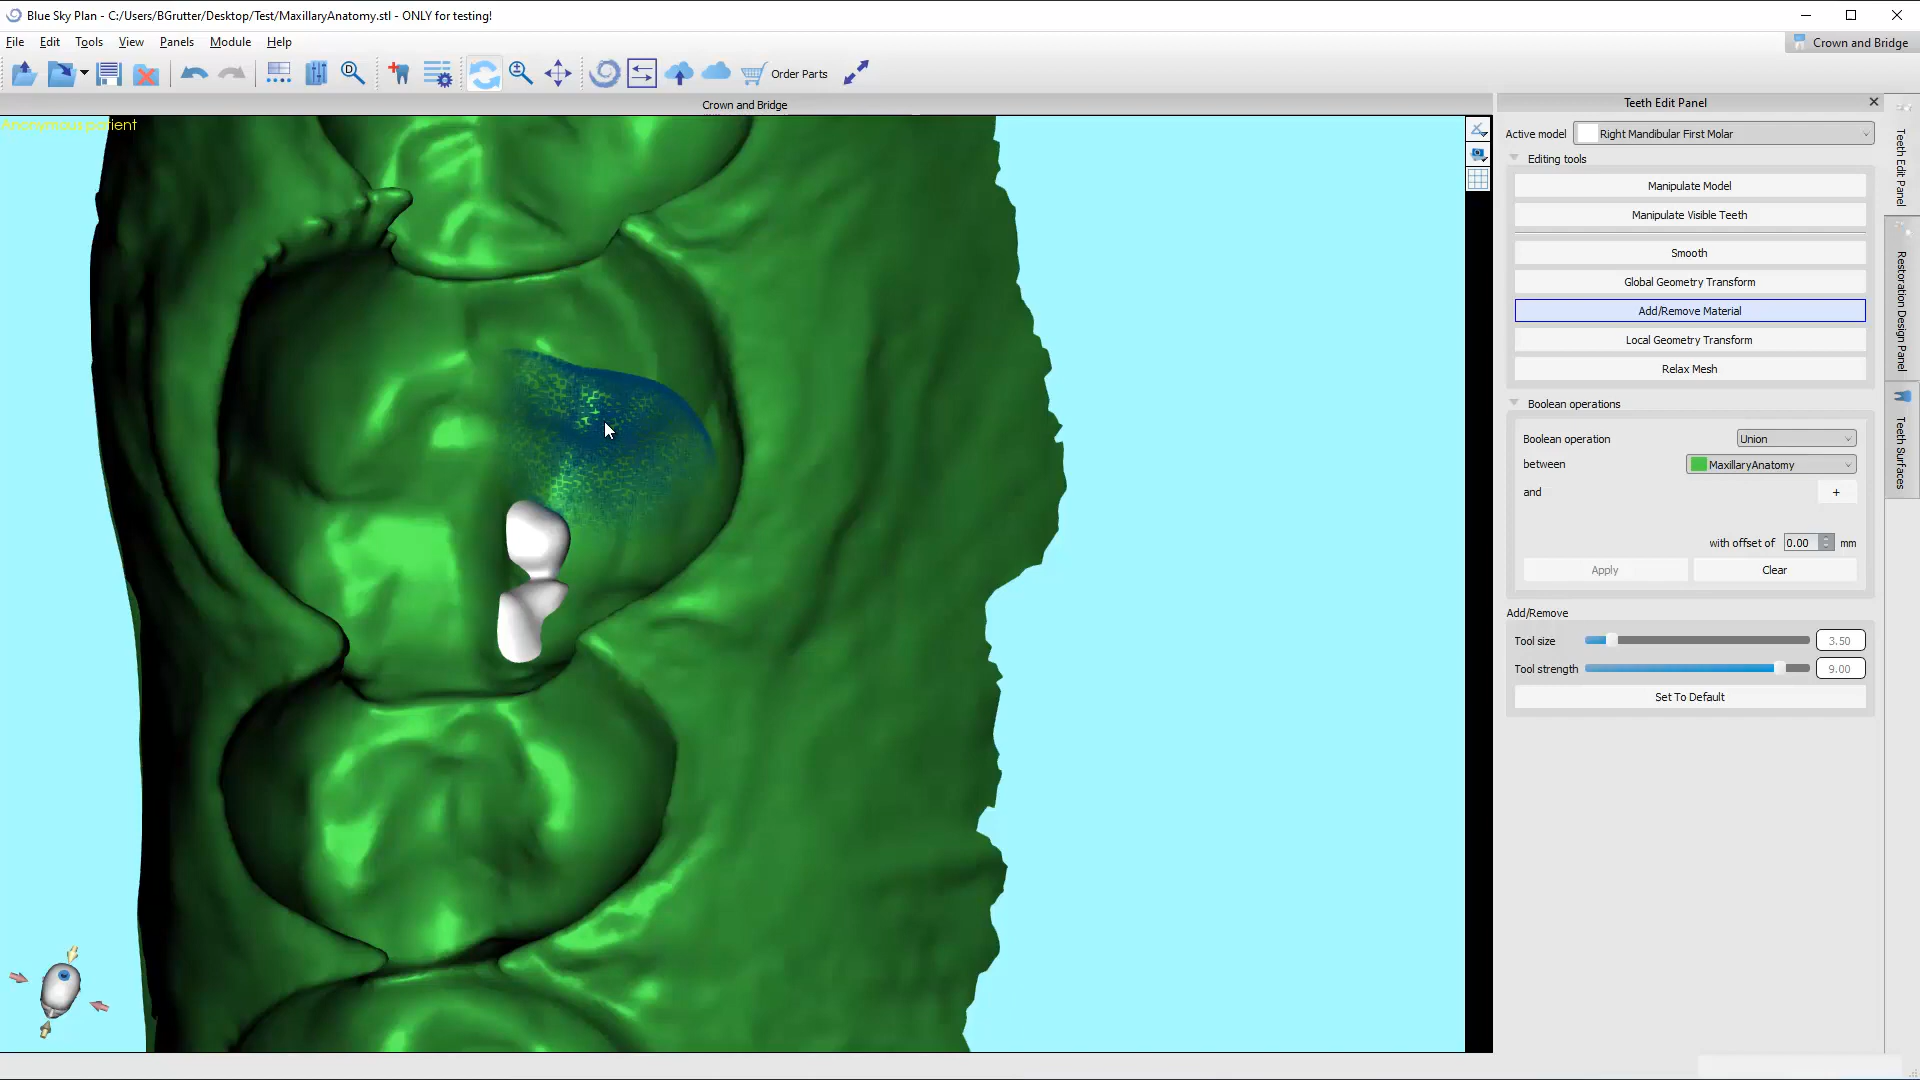 Blue Sky Plan - C:/Users/BGrutter/Desktop/Test/MaxillaryAnatomy.stl - ONLY for testing!
File Edit Tools View Panels Module Help
Crown and Bridge
Order Parts
Crown and Bridge
Teeth Edit Panel
Anonymous patient
Active model Right Mandibular First Molar
Editing tools
Manipulate Model
Manipulate Visible Teeth
Smooth
Global Geometry Transform
Add/Remove Material
Local Geometry Transform
Relax Mesh
Boolean operations
Boolean operation Union
between MaxillaryAnatomy
and +
with offset of 0.00 mm
Apply Clear
Add/Remove
Tool size 3.50
Tool strength 9.00
Set To Default
Teeth Edit Panel
Restoration Design Panel
Teeth Surfaces